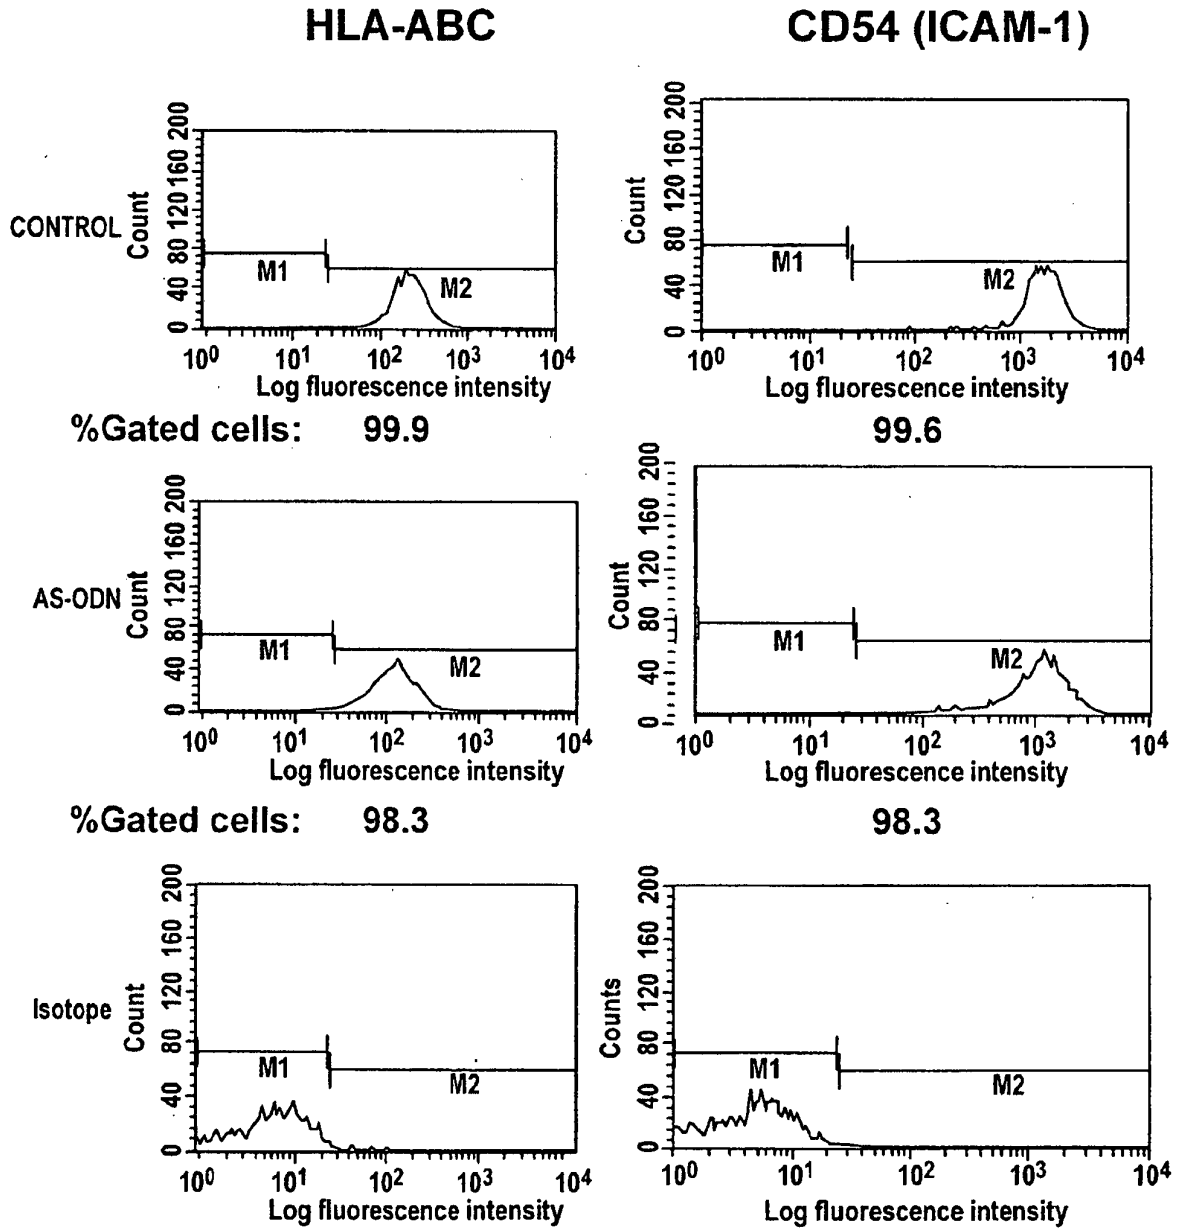 HLA-ABC CD54 (ICAM-1)
CONTROL
Count
200
160
120
80
40
0
M1
M2
10⁰ 10¹ 10² 10³ 10⁴
Log fluorescence intensity
Count
200
160
120
80
40
0
M1
M2
10⁰ 10¹ 10² 10³ 10⁴
Log fluorescence intensity
%Gated cells: 99.9 99.6
AS-ODN
Count
200
160
120
80
40
0
M1
M2
10⁰ 10¹ 10² 10³ 10⁴
Log fluorescence intensity
Count
200
160
120
80
40
0
M1
M2
10⁰ 10¹ 10² 10³ 10⁴
Log fluorescence intensity
%Gated cells: 98.3 98.3
Isotope
Count
200
160
120
80
40
0
M1
M2
10⁰ 10¹ 10² 10³ 10⁴
Log fluorescence intensity
Counts
200
160
120
80
40
0
M1
M2
10⁰ 10¹ 10² 10³ 10⁴
Log fluorescence intensity